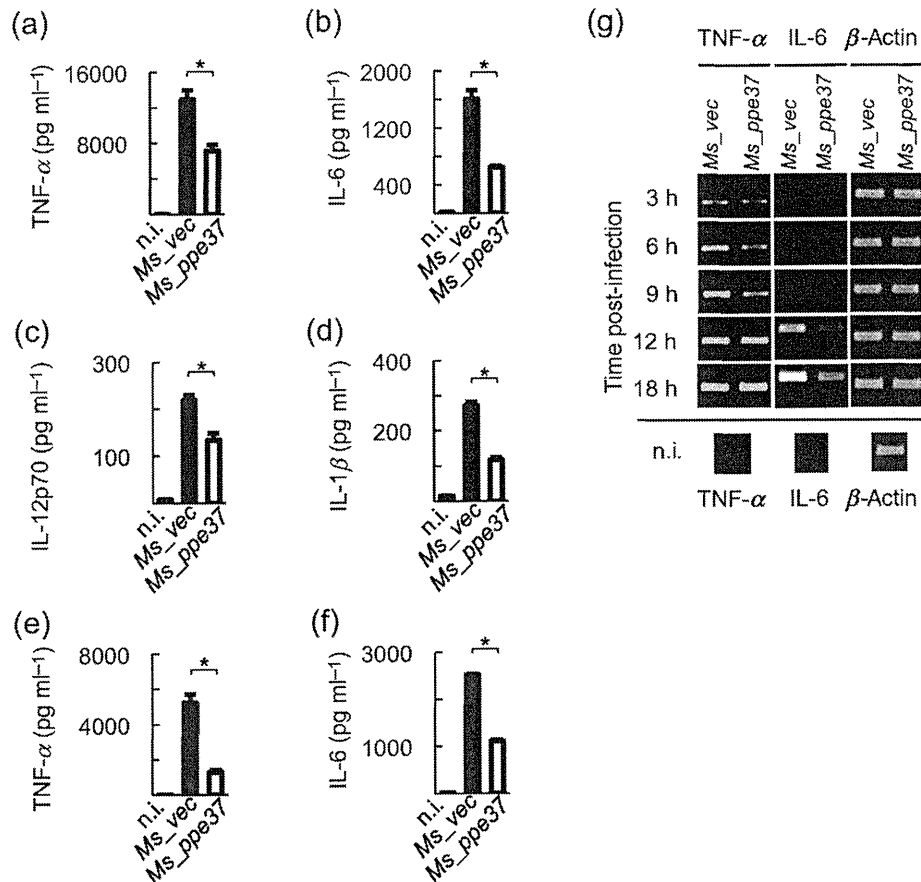 (a)
TNF-α (pg ml⁻¹)
16000
8000
*
n.i.
Ms_vec
Ms_ppe37
(b)
IL-6 (pg ml⁻¹)
2000
1600
400
*
n.i.
Ms_vec
Ms_ppe37
(c)
IL-12p70 (pg ml⁻¹)
300
100
*
n.i.
Ms_vec
Ms_ppe37
(d)
IL-1β (pg ml⁻¹)
400
300
*
n.i.
Ms_vec
Ms_ppe37
(e)
TNF-α (pg ml⁻¹)
8000
4000
*
n.i.
Ms_vec
Ms_ppe37
(f)
IL-6 (pg ml⁻¹)
3000
1000
*
n.i.
Ms_vec
Ms_ppe37
(g)
TNF-α IL-6 β-Actin
Ms_vec Ms_ppe37 Ms_vec Ms_ppe37 Ms_vec Ms_ppe37
Time post-infection
3 h
6 h
9 h
12 h
18 h
n.i.
TNF-α IL-6 β-Actin